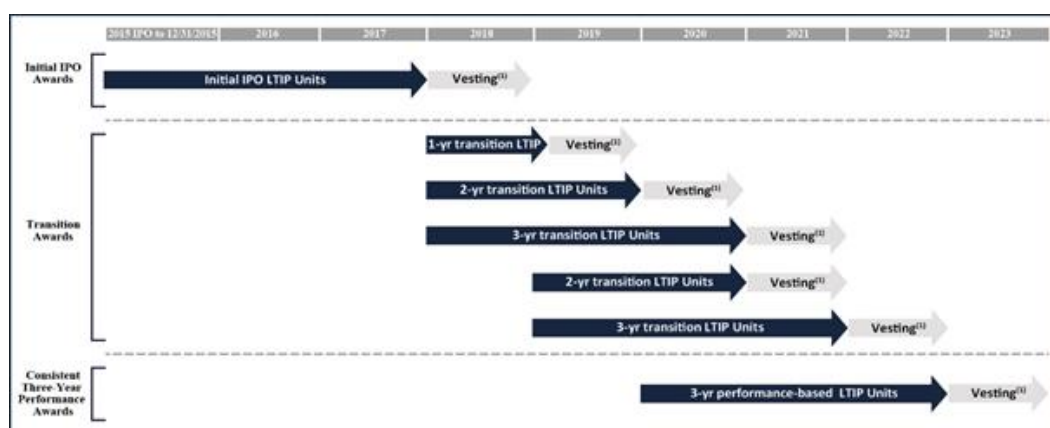 2015 IPO to 12/31/2015 2016 2017 2018 2019 2020 2021 2022 2023
Initial IPO
Awards
Initial IPO LTIP Units Vesting(1)
1-yr transition LTIP Vesting(1)
2-yr transition LTIP Units Vesting(1)
Transition
Awards
3-yr transition LTIP Units Vesting(1)
2-yr transition LTIP Units Vesting(1)
3-yr transition LTIP Units Vesting(1)
Consistent
Three-Year
Performance
Awards
3-yr performance-based LTIP Units Vesting(1)